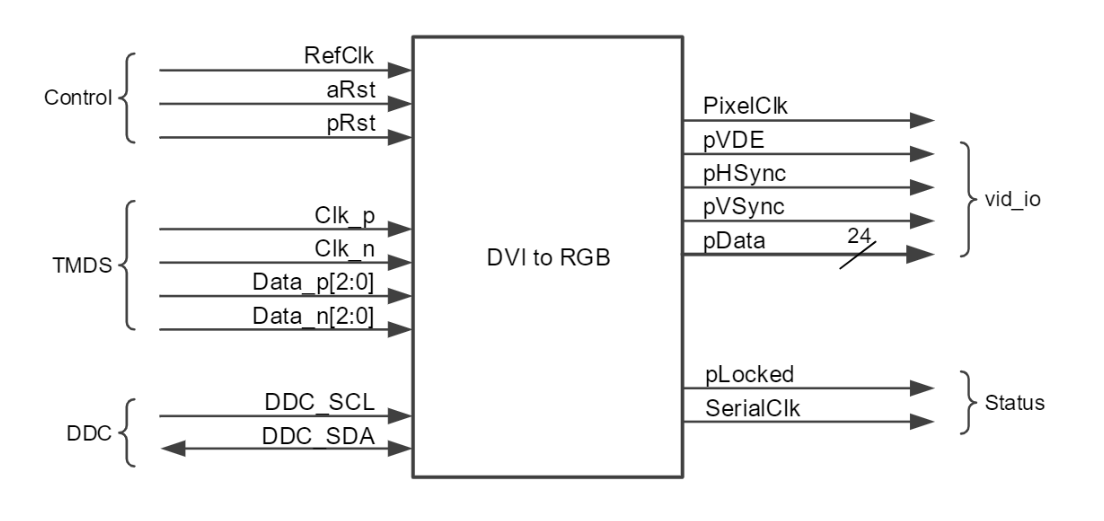 Control
RefClk
aRst
pRst
TMDS
Clk_p
Clk_n
Data_p[2:0]
Data_n[2:0]
DDC
DDC_SCL
DDC_SDA
DVI to RGB
PixelClk
pVDE
pHSync
pVSync
pData
24
vid_io
pLocked
SerialClk
Status